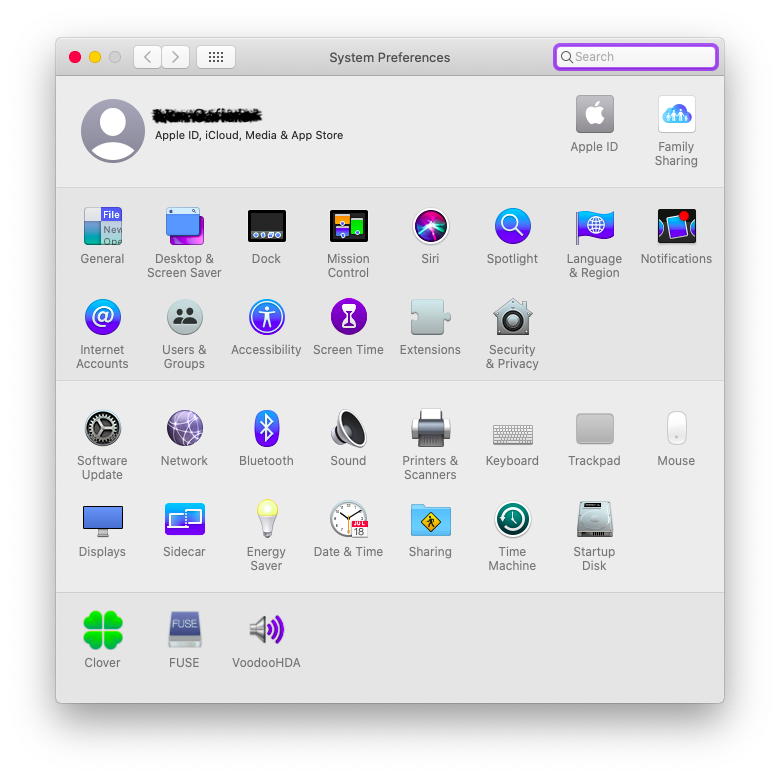 System Preferences
Search
Apple ID, iCloud, Media & App Store
Apple ID
Family
Sharing
File
New
Ope
General
Desktop &
Screen Saver
Dock
Mission
Control
Siri
Spotlight
Language
& Region
Notifications
@
Internet
Accounts
Users &
Groups
Accessibility
Screen Time
Extensions
Security
& Privacy
Software
Update
Network
Bluetooth
Sound
Printers &
Scanners
Keyboard
Trackpad
Mouse
Displays
Sidecar
Energy
Saver
JUL
18
Date & Time
Sharing
Time
Machine
Startup
Disk
Clover
FUSE
FUSE
VoodooHDA